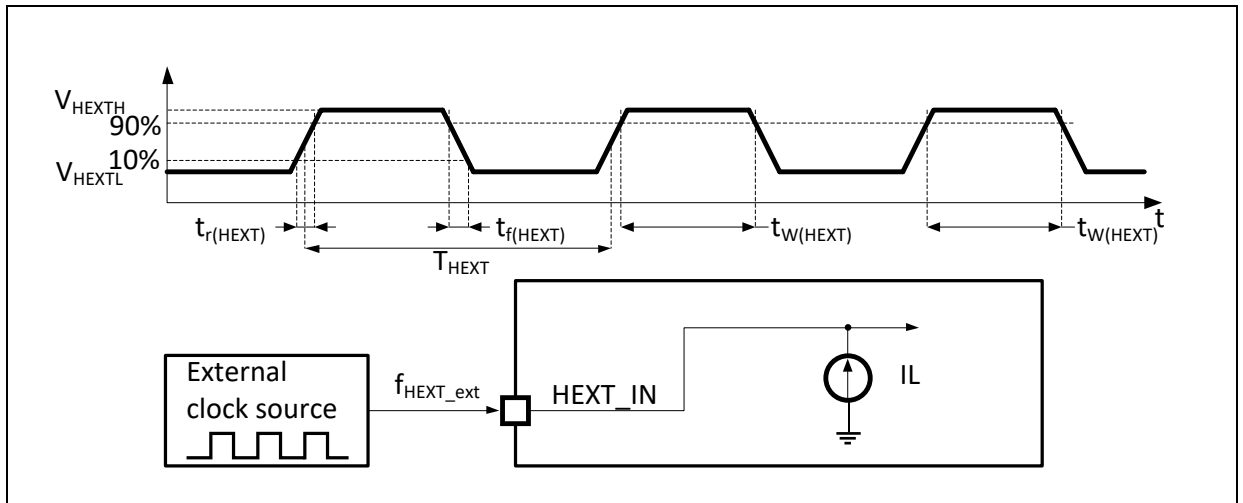 V_HEXTH
90%
10%
V_HEXTL
t
t_r(HEXT)
t_f(HEXT)
t_W(HEXT)
t_W(HEXT)
T_HEXT
External
clock source
f_HEXT_ext
HEXT_IN
IL